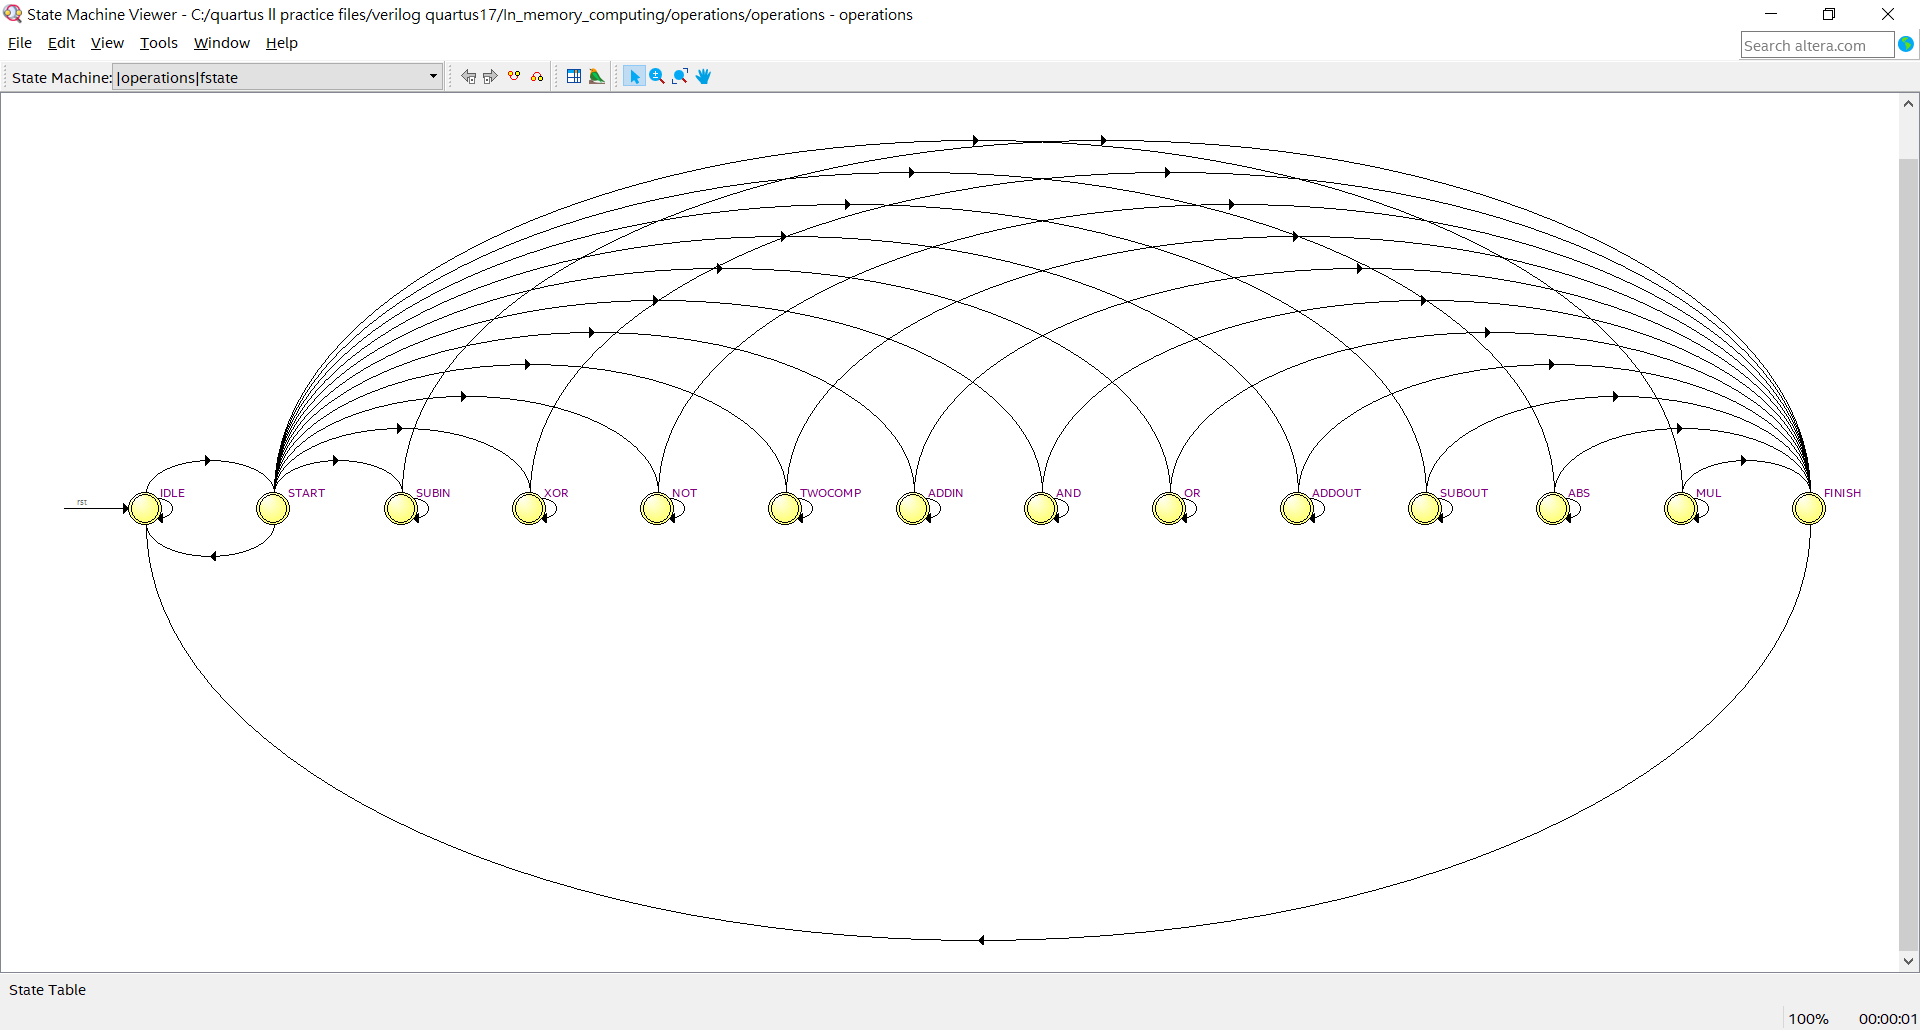 State Machine Viewer - C:/quartus ll practice files/verilog quartus17/In_memory_computing/operations/operations - operations
File Edit View Tools Window Help
Search altera.com
State Machine: |operations|fstate
IDLE START SUBIN XOR NOT TWOCOMP ADDIN AND OR ADDOUT SUBOUT ABS MUL FINISH
rst
State Table
100% 00:00:01